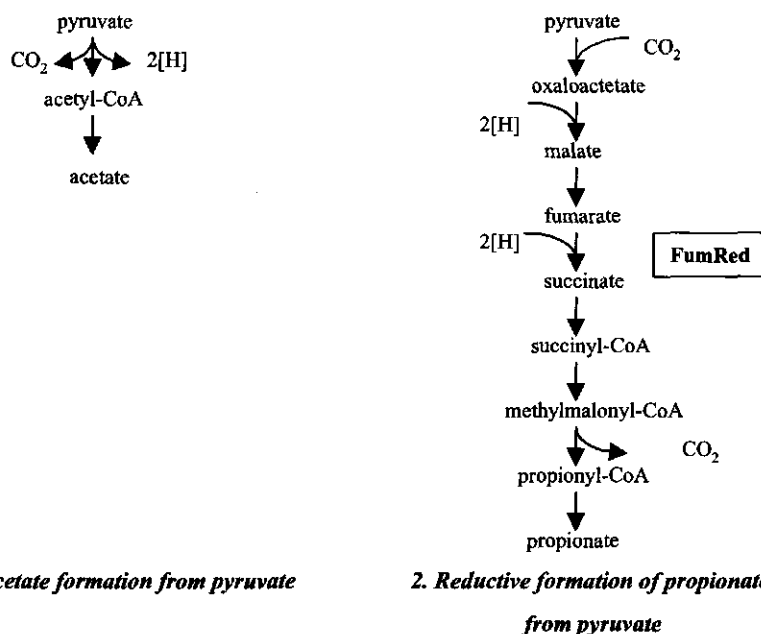 pyruvate
CO2 2[H]
acetyl-CoA
acetate
cetate formation from pyruvate
pyruvate
CO2
oxaloactetate
2[H]
malate
fumarate
2[H]
FumRed
succinate
succinyl-CoA
methylmalonyl-CoA
CO2
propionyl-CoA
propionate
2. Reductive formation of propionat
from pyruvate